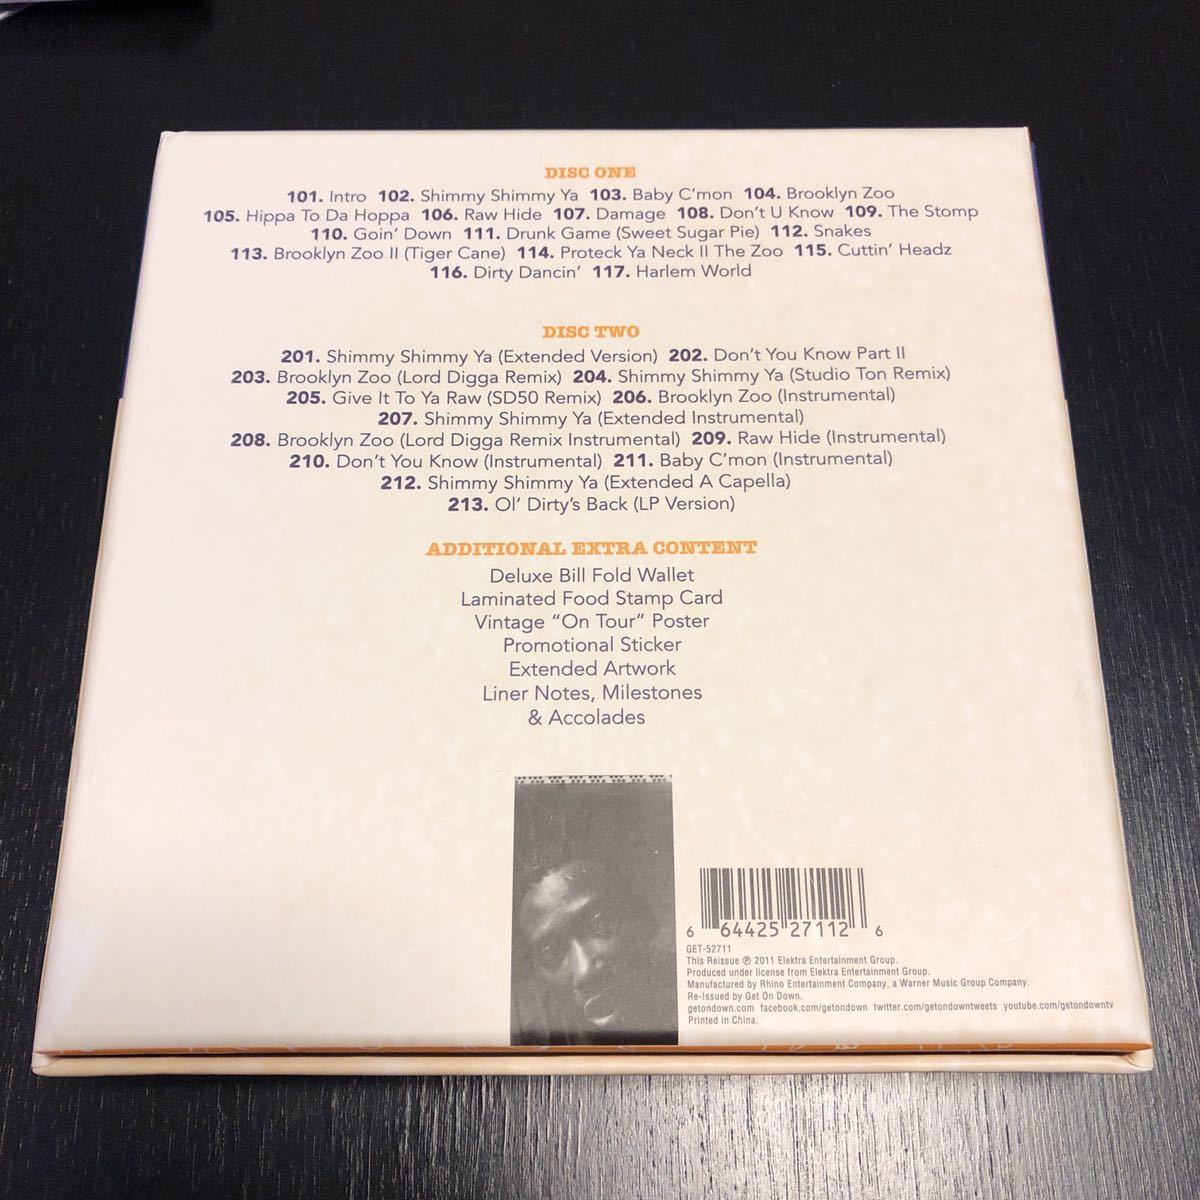 DISC ONE
101. Intro 102. Shimmy Shimmy Ya 103. Baby C'mon 104. Brooklyn Zoo
105. Hippa To Da Hoppa 106. Raw Hide 107. Damage 108. Don't U Know 109. The Stomp
110. Goin' Down 111. Drunk Game (Sweet Sugar Pie) 112. Snakes
113. Brooklyn Zoo II (Tiger Cane) 114. Proteck Ya Neck II The Zoo 115. Cuttin' Headz
116. Dirty Dancin' 117. Harlem World
DISC TWO
201. Shimmy Shimmy Ya (Extended Version) 202. Don't You Know Part II
203. Brooklyn Zoo (Lord Digga Remix) 204. Shimmy Shimmy Ya (Studio Ton Remix)
205. Give It To Ya Raw (SD50 Remix) 206. Brooklyn Zoo (Instrumental)
207. Shimmy Shimmy Ya (Extended Instrumental)
208. Brooklyn Zoo (Lord Digga Remix Instrumental) 209. Raw Hide (Instrumental)
210. Don't You Know (Instrumental) 211. Baby C'mon (Instrumental)
212. Shimmy Shimmy Ya (Extended A Capella)
213. Ol' Dirty's Back (LP Version)
ADDITIONAL EXTRA CONTENT
Deluxe Bill Fold Wallet
Laminated Food Stamp Card
Vintage "On Tour" Poster
Promotional Sticker
Extended Artwork
Liner Notes, Milestones
& Accolades
6 64425 27112 6
GET-52711
This Reissue ℗ 2011 Elektra Entertainment Group.
Produced under license from Elektra Entertainment Group.
Manufactured by Rhino Entertainment Company, a Warner Music Group Company.
Re-Issued by Get On Down.
getondown.com facebook.com/getondown twitter.com/getondowntweets youtube.com/getondowntv
Printed in China.